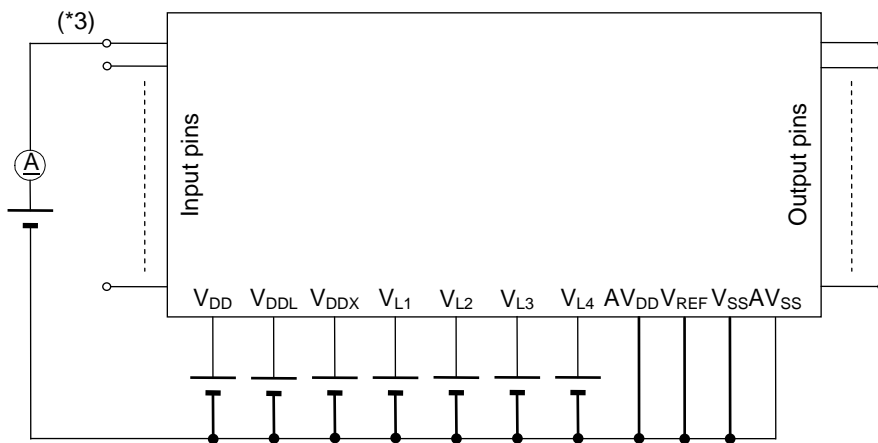 (*3)
A
Input pins
Output pins
VDD VDDL VDDX VL1 VL2 VL3 VL4 AVDD VREF VSS AVSS